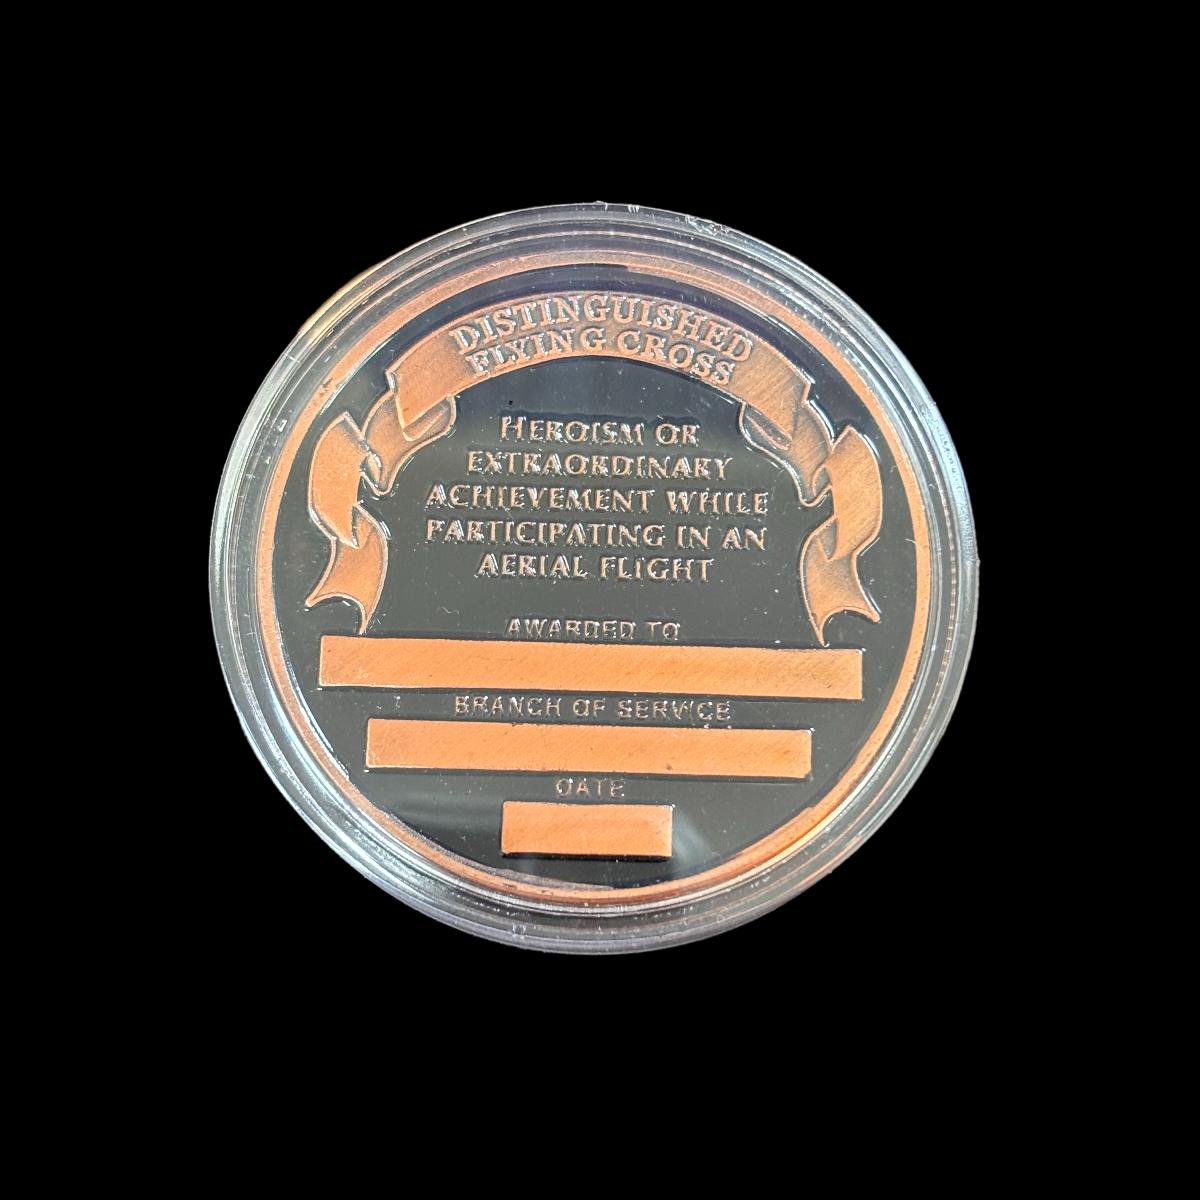 DISTINGUISHED
FLYING CROSS
HEROISM OR
EXTRAORDINARY
ACHIEVEMENT WHILE
PARTICIPATING IN AN
AERIAL FLIGHT
AWARDED TO
BRANCH OF SERVICE
DATE